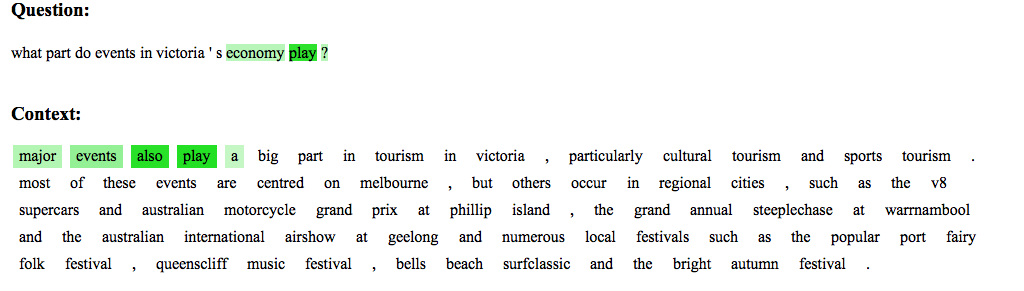 Question:
what part do events in victoria ' s economy play ?
Context:
major events also play a big part in tourism in victoria , particularly cultural tourism and sports tourism .
most of these events are centred on melbourne , but others occur in regional cities , such as the v8
supercars and australian motorcycle grand prix at phillip island , the grand annual steeplechase at warrnambool
and the australian international airshow at geelong and numerous local festivals such as the popular port fairy
folk festival , queenscliff music festival , bells beach surfclassic and the bright autumn festival .